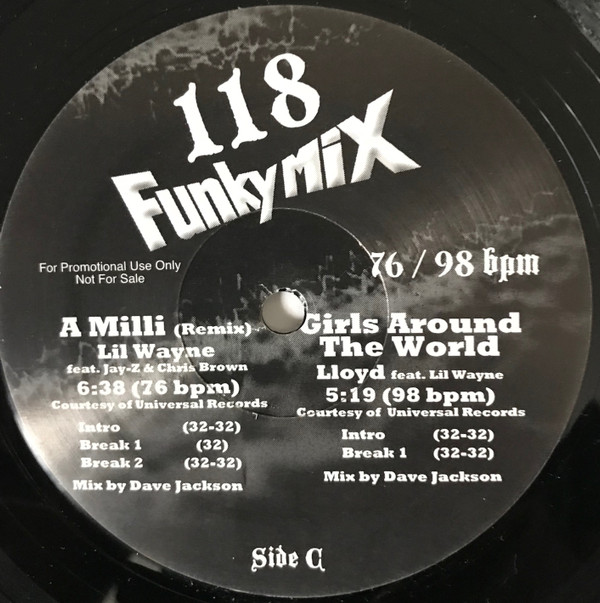 118
Funkymix
For Promotional Use Only
Not For Sale
76 / 98 bpm
A Milli (Remix)
Lil Wayne
feat. Jay-Z & Chris Brown
6:38 (76 bpm)
Courtesy of Universal Records
Intro (32-32)
Break 1 (32)
Break 2 (32-32)
Mix by Dave Jackson
Girls Around
The World
Lloyd feat. Lil Wayne
5:19 (98 bpm)
Courtesy of Universal Records
Intro (32-32)
Break 1 (32-32)
Mix by Dave Jackson
Side C